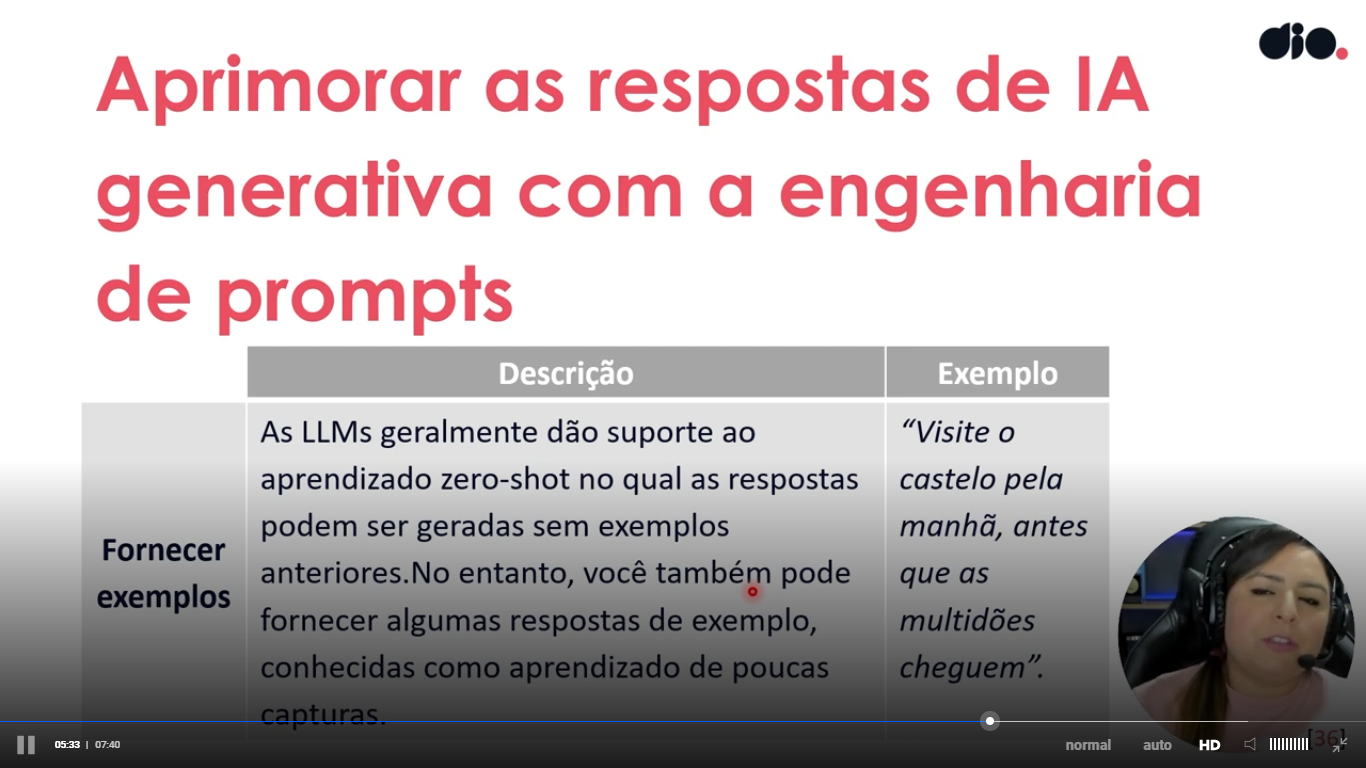 dio.
Aprimorar as respostas de IA
generativa com a engenharia
de prompts
Descrição
Exemplo
Fornecer
exemplos
As LLMs geralmente dão suporte ao
aprendizado zero-shot no qual as respostas
podem ser geradas sem exemplos
anteriores.No entanto, você também pode
fornecer algumas respostas de exemplo,
conhecidas como aprendizado de poucas
capturas.
“Visite o
castelo pela
manhã, antes
que as
multidões
cheguem”.
05:33 | 07:40
normal
auto
HD
[36]